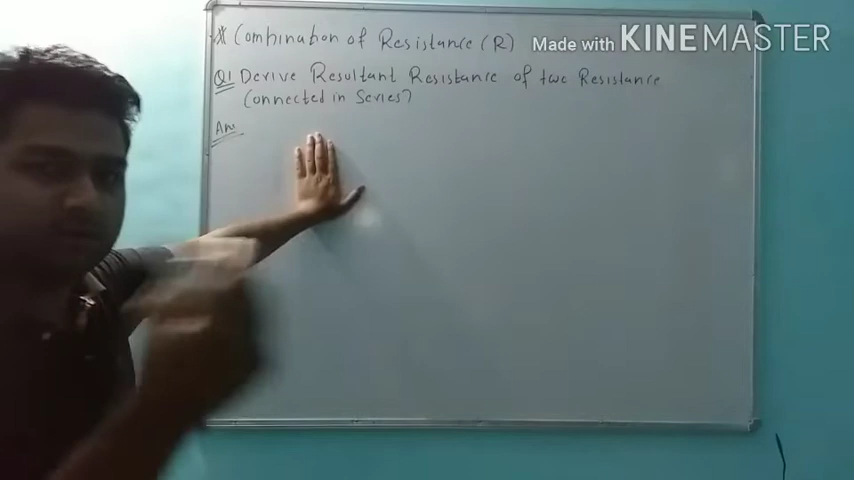 * Combination of Resistance (R)
Made with KINEMASTER
Q1 Derive Resultant Resistance of two Resistance
Connected in Series?
Ans